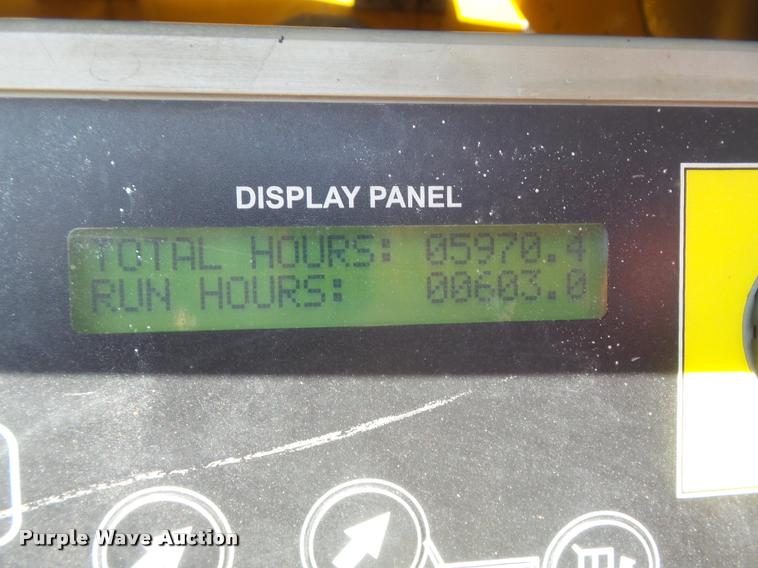 DISPLAY PANEL
TOTAL HOURS: 05970.4
RUN HOURS: 00603.0
Purple Wave Auction